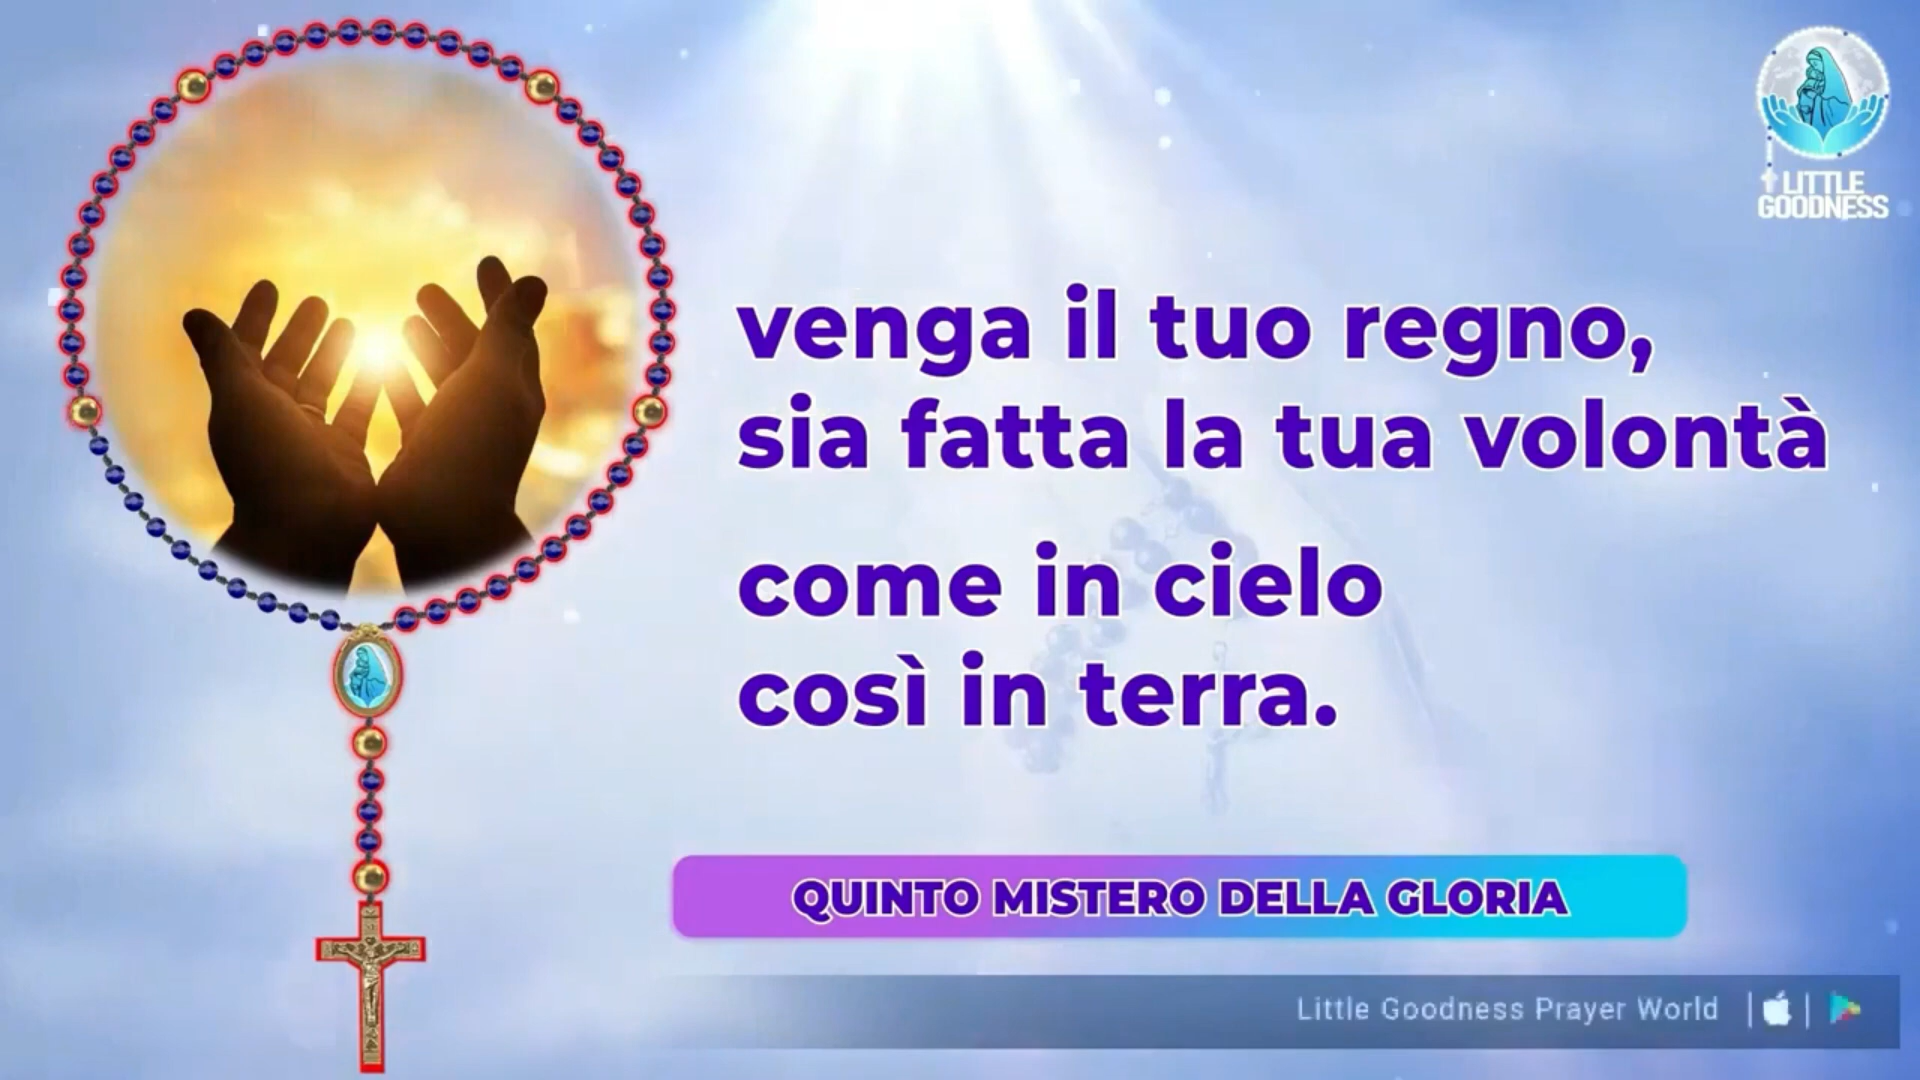 LITTLE
GOODNESS
venga il tuo regno,
sia fatta la tua volontà
come in cielo
così in terra.
QUINTO MISTERO DELLA GLORIA
Little Goodness Prayer World